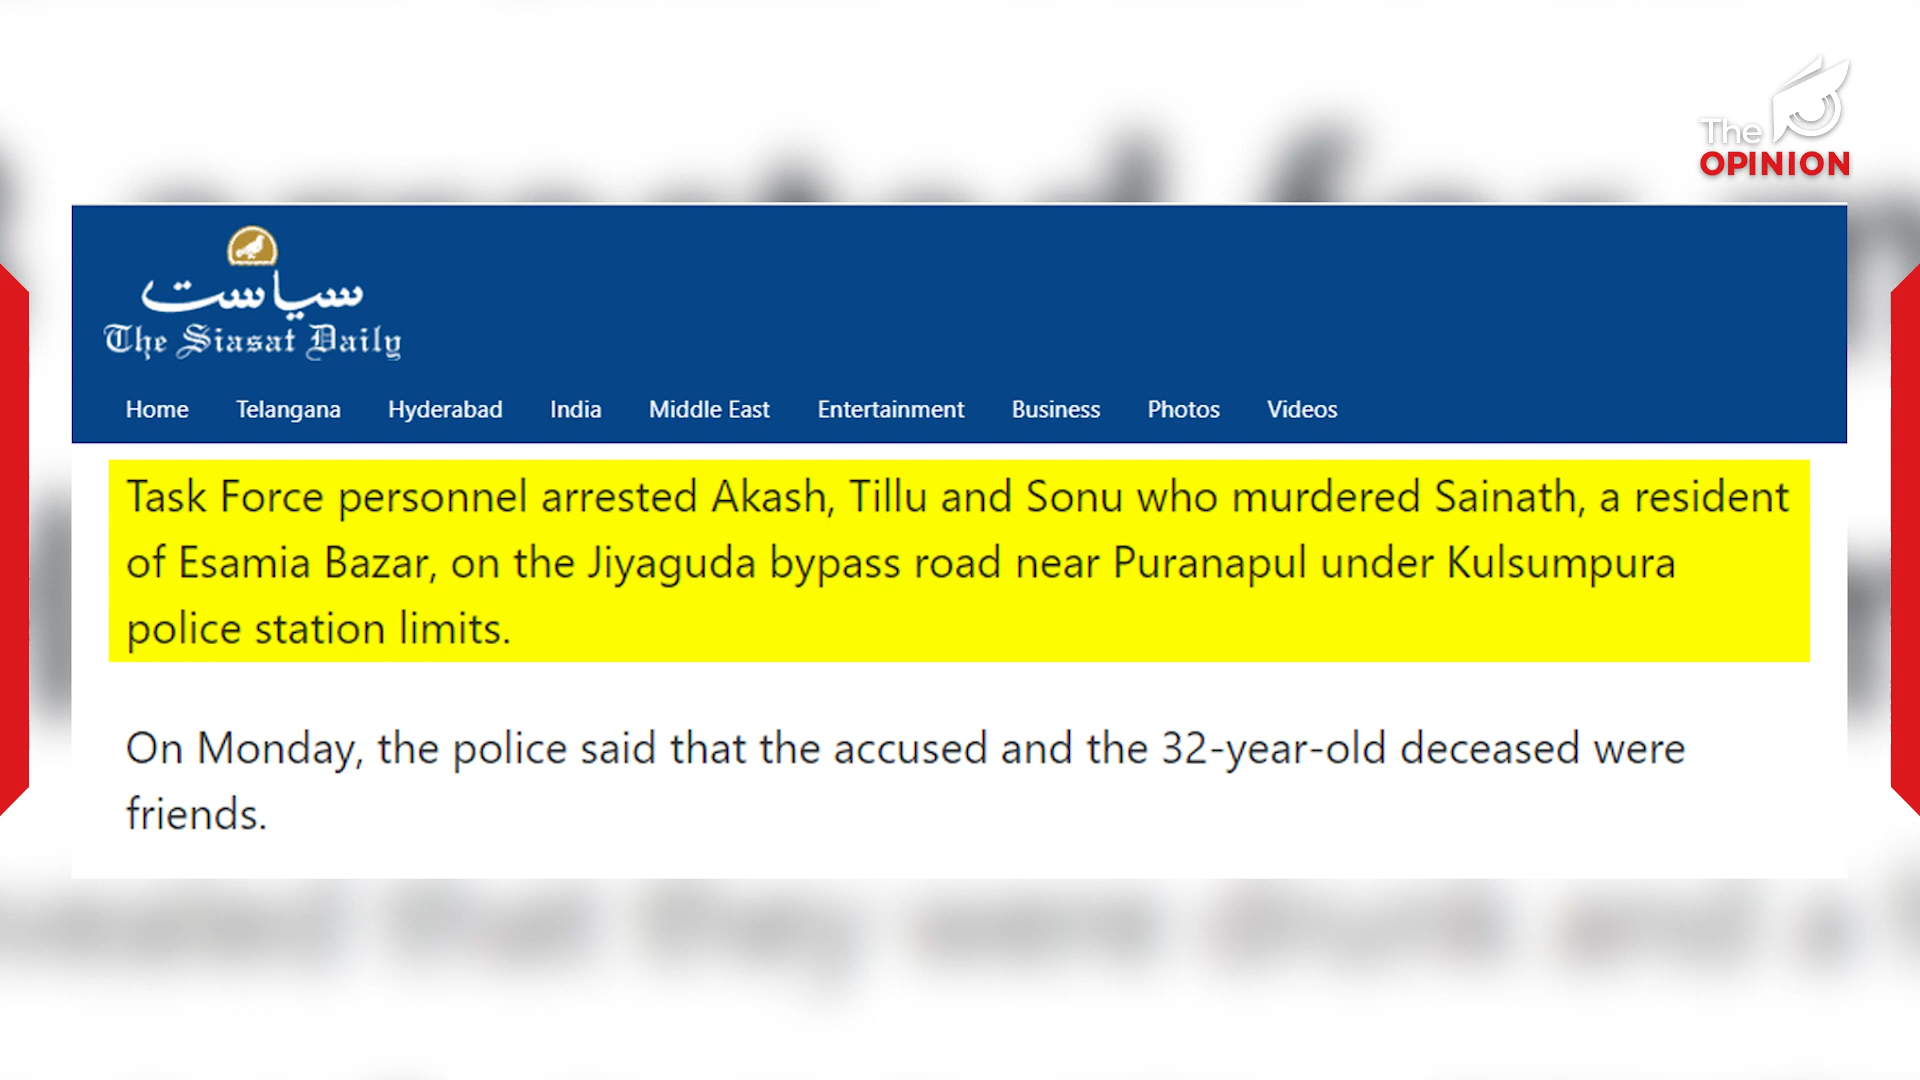 The
OPINION
سیاست
The Siasat Daily
Home Telangana Hyderabad India Middle East Entertainment Business Photos Videos
Task Force personnel arrested Akash, Tillu and Sonu who murdered Sainath, a resident
of Esamia Bazar, on the Jiyaguda bypass road near Puranapul under Kulsumpura
police station limits.
On Monday, the police said that the accused and the 32-year-old deceased were
friends.